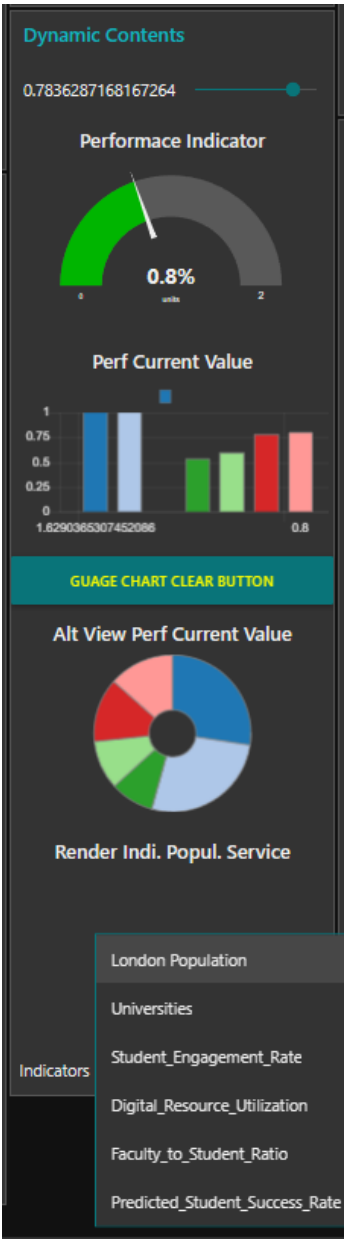 Dynamic Contents
0.7836287168167264
Performace Indicator
0.8%
0 units 2
Perf Current Value
1
0.75
0.5
0.25
0
1.6290365307452086 0.8
GUAGE CHART CLEAR BUTTON
Alt View Perf Current Value
Render Indi. Popul. Service
London Population
Universities
Student_Engagement_Rate
Indicators
Digital_Resource_Utilization
Faculty_to_Student_Ratio
Predicted_Student_Success_Rate